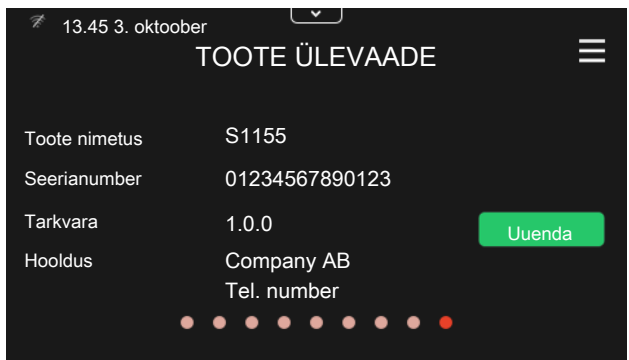 13.45 3. oktoober
TOOTE ÜLEVAADE
Toote nimetus S1155
Seerianumber 01234567890123
Tarkvara 1.0.0 Uuenda
Hooldus Company AB
Tel. number